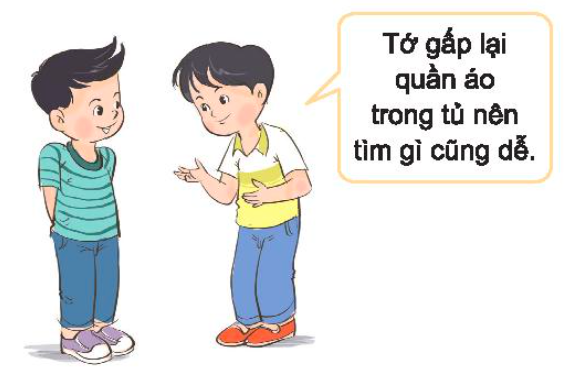 Tớ gấp lại
quần áo
trong tủ nên
tìm gì cũng dễ.